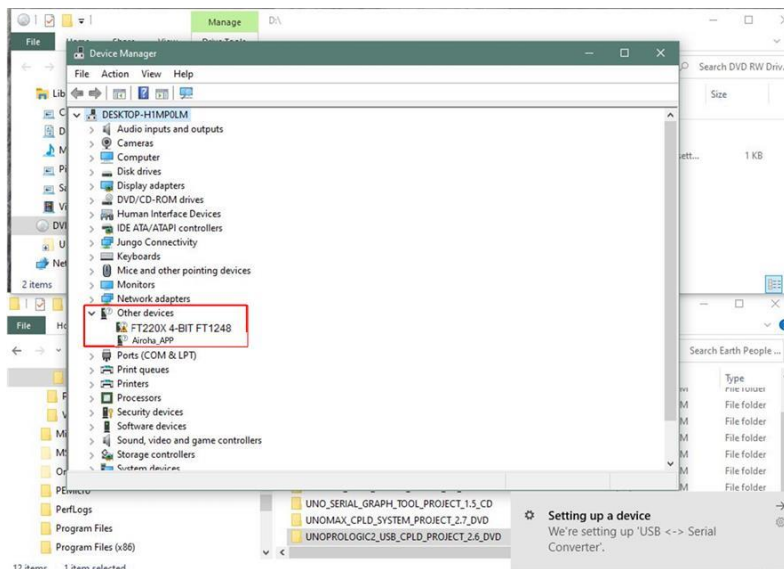 Manage
D:\
File
Device Manager
File Action View Help
Search DVD RW Driv
Lib
DESKTOP-H1MP0LM
Size
Audio inputs and outputs
Cameras
Computer
1 KB
Disk drives
Display adapters
DVD/CD-ROM drives
Human Interface Devices
IDE ATA/ATAPI controllers
Jungo Connectivity
Keyboards
Mice and other pointing devices
2 items
Monitors
Network adapters
Other devices
FT220X 4-BIT FT1248
Airoha_APP
File
Ports (COM & LPT)
Search Earth People ...
Print queues
Printers
Type
Processors
File folder
Security devices
File folder
Software devices
File folder
Sound, video and game controllers
File folder
Storage controllers
File folder
System devices
File folder
PEMicro
UNO_SERIAL_GRAPH_TOOL_PROJECT_1.5_CD
PerfLogs
UNOMAX_CPLD_SYSTEM_PROJECT_2.7_DVD
Program Files
UNOPROLOGIC2_USB_CPLD_PROJECT_2.6_DVD
Program Files (x86)
Setting up a device
We're setting up 'USB <-> Serial
Converter'.
12 items 1 item selected